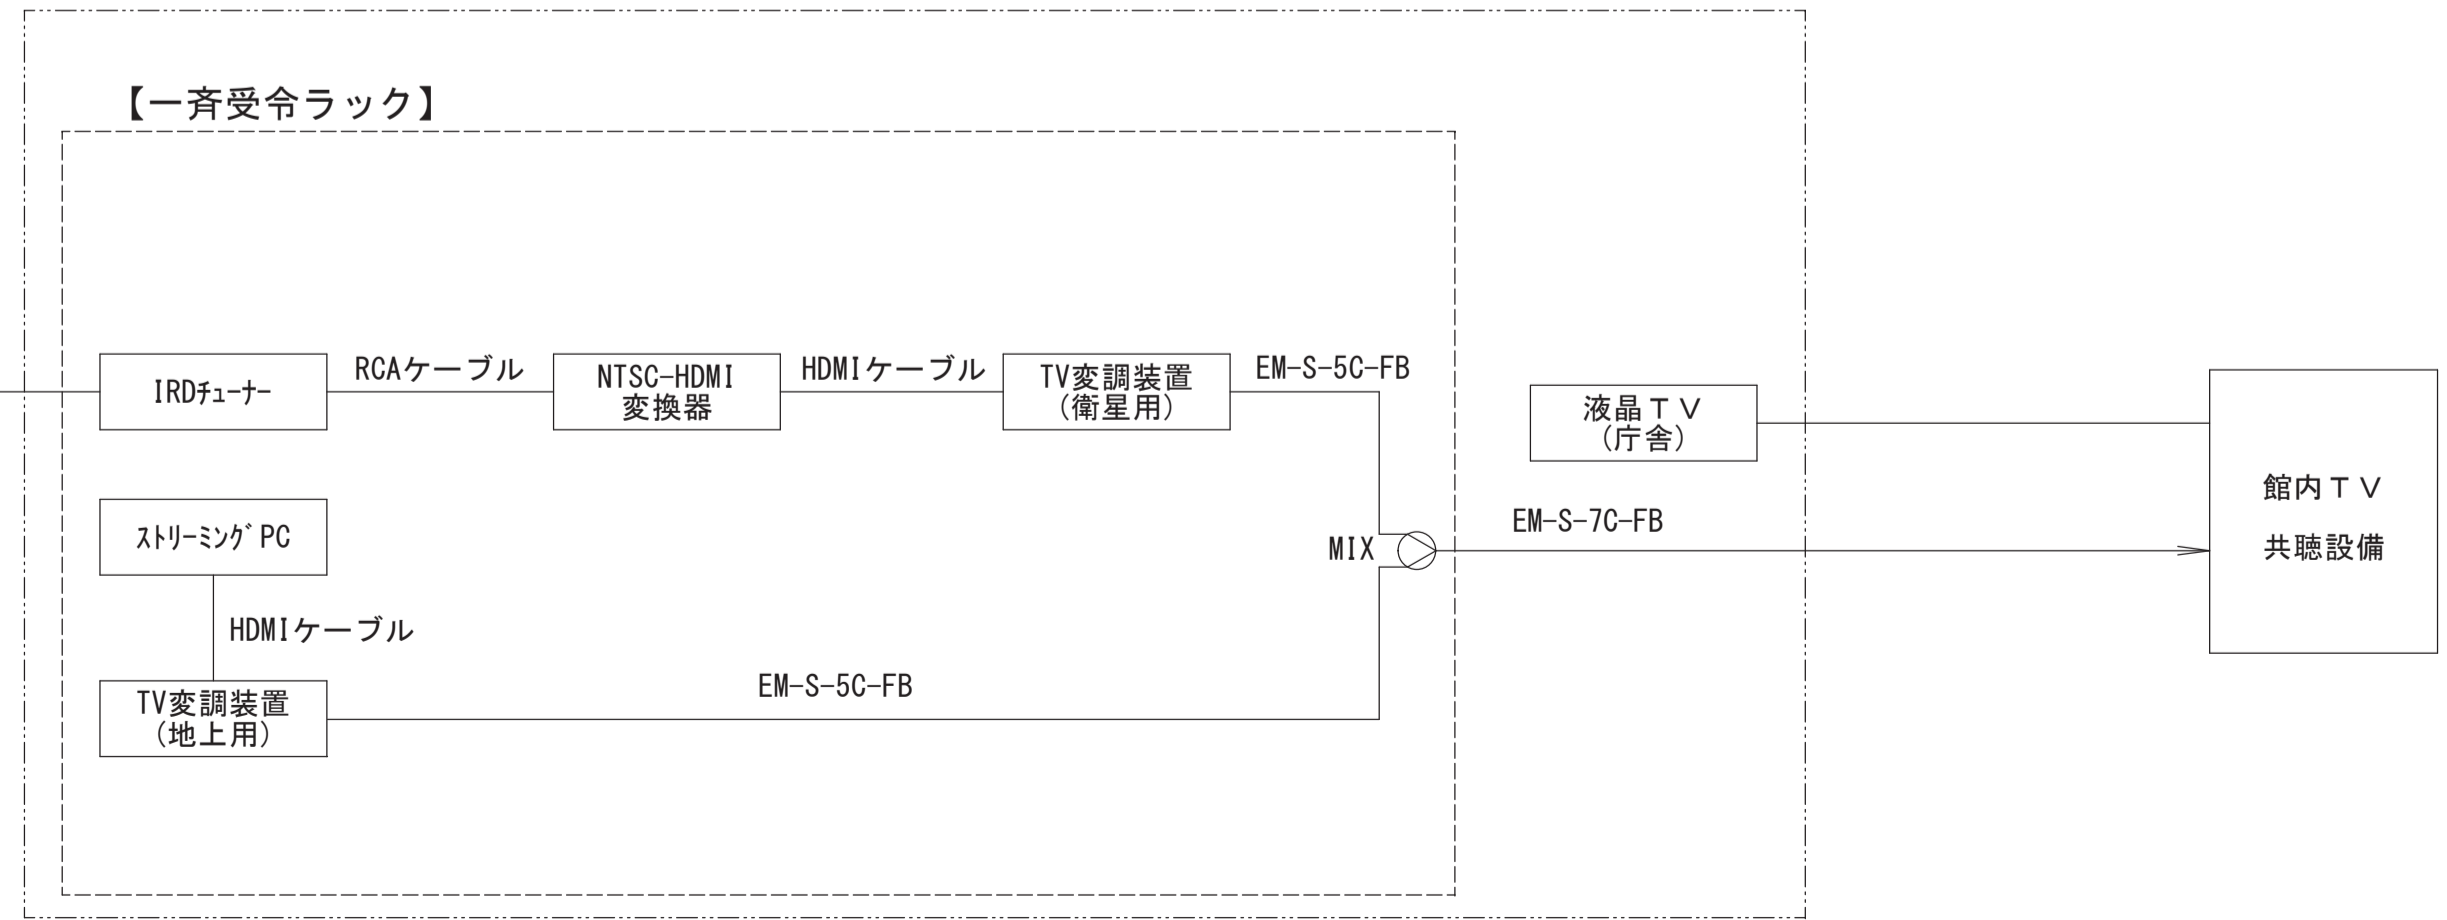 【一斉受令ラック】
IRDﾁｭｰﾅｰ
RCAケーブル
NTSC-HDMI
変換器
HDMIケーブル
TV変調装置
(衛星用)
EM-S-5C-FB
液晶ＴＶ
(庁舎)
館内ＴＶ
共聴設備
ｽﾄﾘｰﾐﾝｸﾞPC
MIX
EM-S-7C-FB
HDMIケーブル
TV変調装置
(地上用)
EM-S-5C-FB